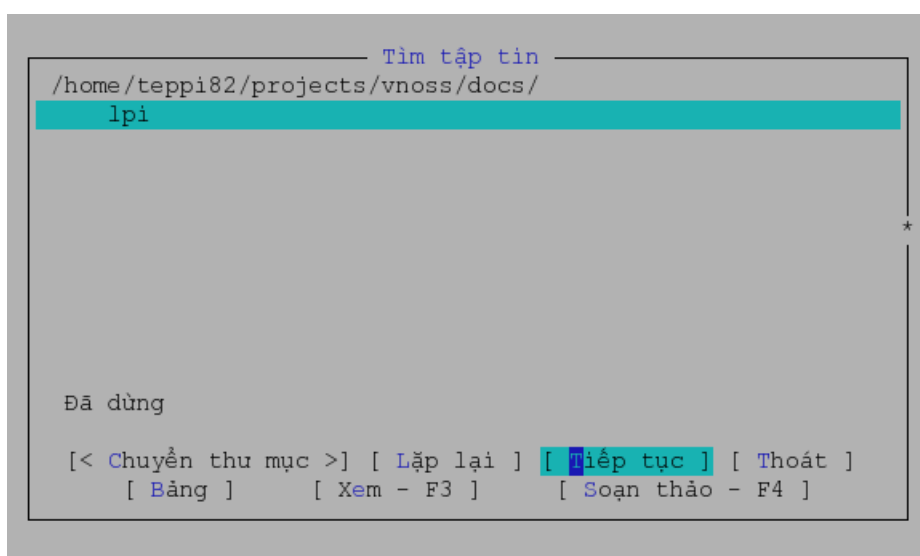 Tìm tập tin
/home/teppi82/projects/vnoss/docs/
lpi
*
Đã dừng
[< Chuyển thư mục >] [ Lặp lại ] [ Tiếp tục ] [ Thoát ]
[ Bảng ] [ Xem - F3 ] [ Soạn thảo - F4 ]